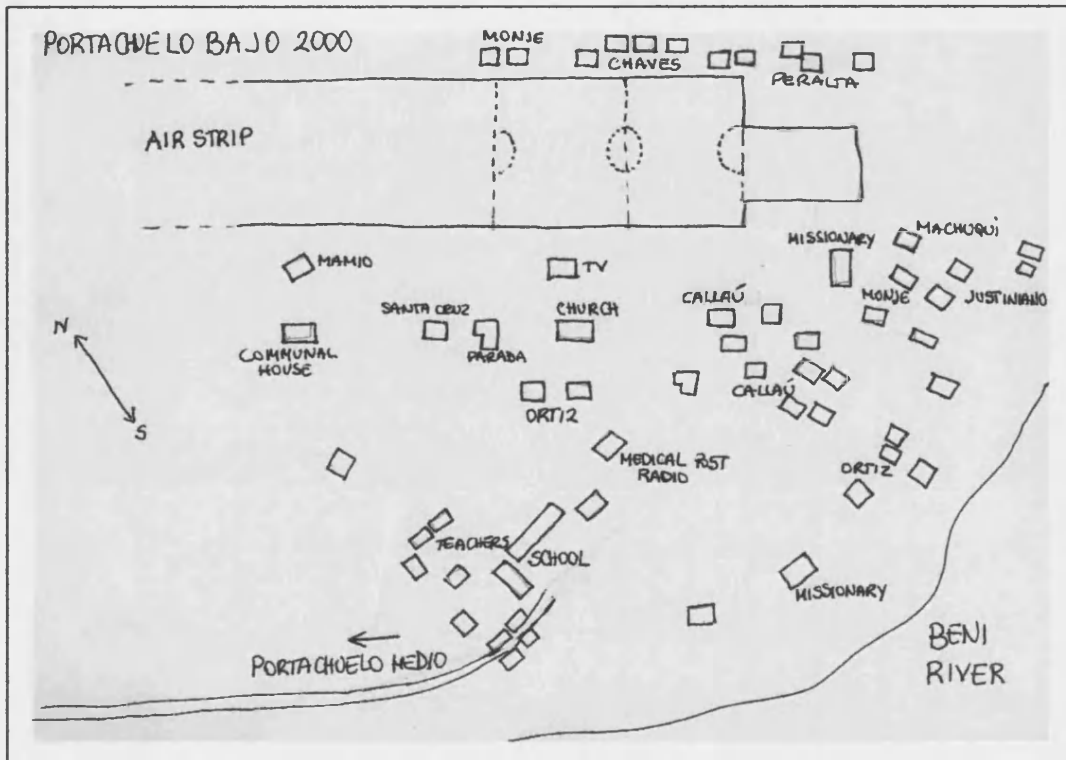 PORTACHUELO BAJO 2000
MONJE
CHAVES
PERALTA
AIR STRIP
MACHUQUI
MISSIONARY
MAMIO
TV
MONJE
JUSTINIANO
CALLAÚ
SANTA CRUZ
CHURCH
N
COMMUNAL
HOUSE
PARADA
CALLAÚ
ORTIZ
S
MEDICAL POST
RADIO
ORTIZ
TEACHERS
SCHOOL
MISSIONARY
PORTACHUELO MEDIO
BENI
RIVER